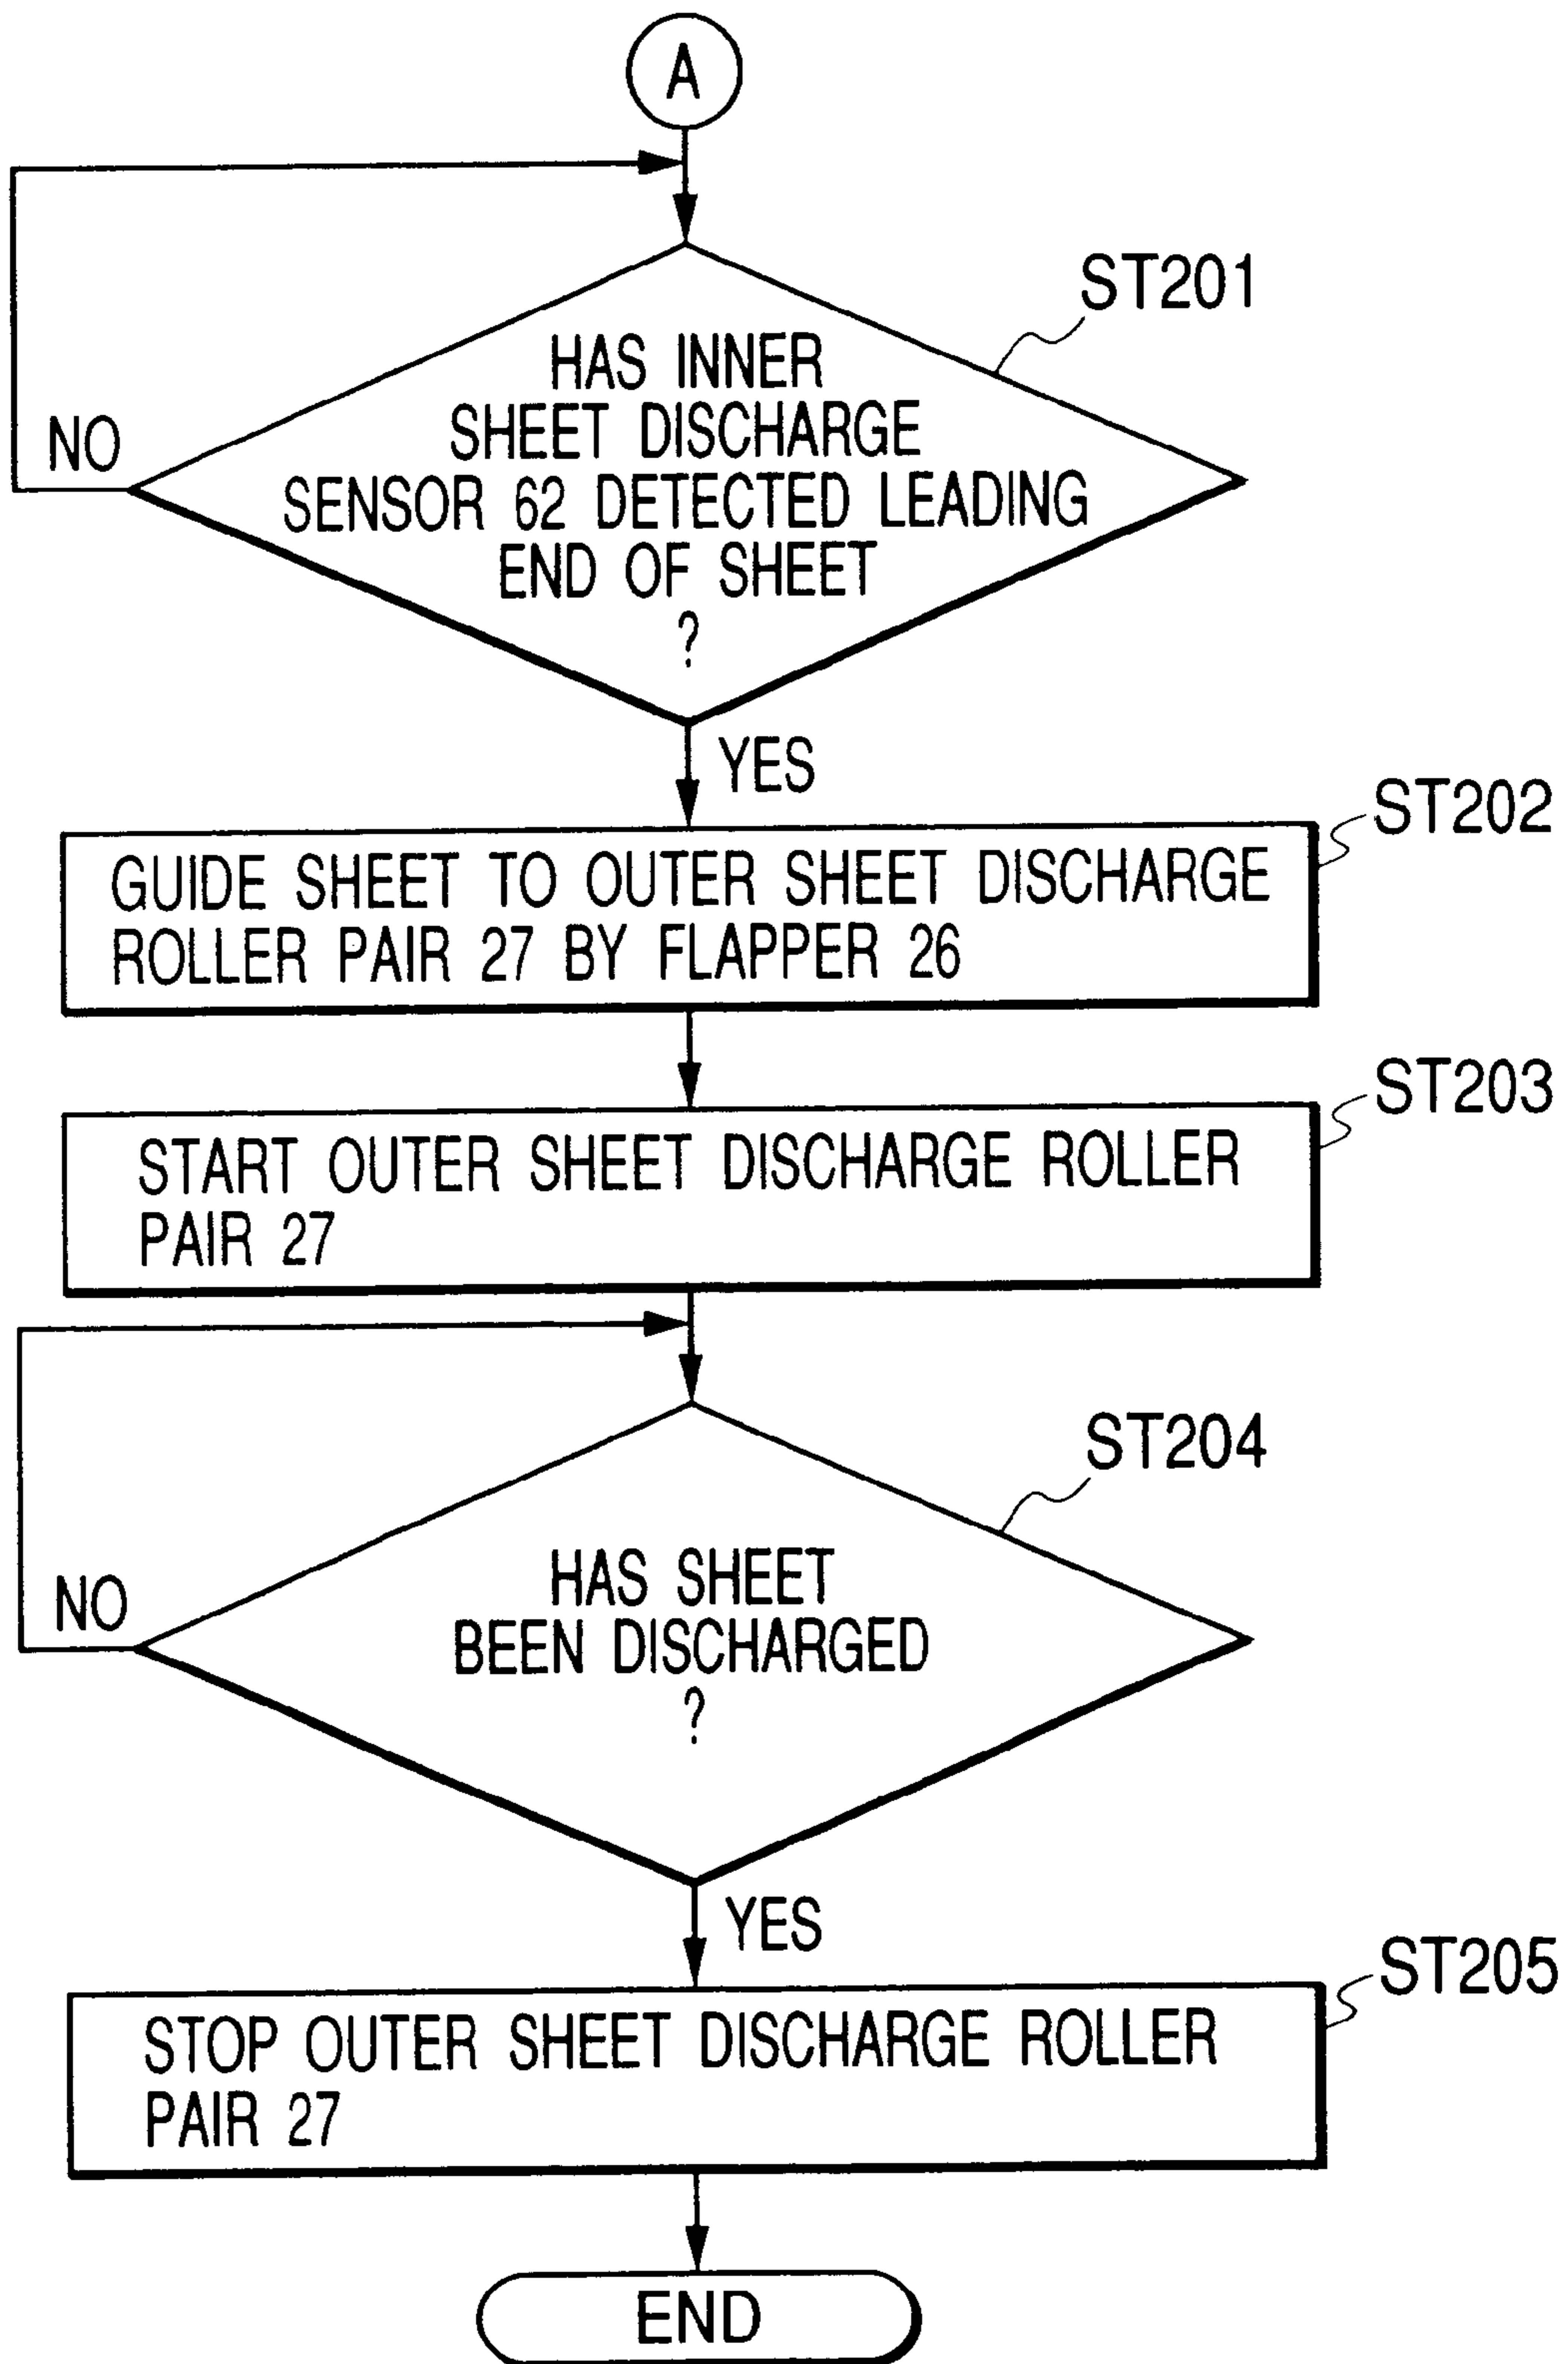 A
ST201
HAS INNER
SHEET DISCHARGE
SENSOR 62 DETECTED LEADING
END OF SHEET
?
NO
YES
ST202
GUIDE SHEET TO OUTER SHEET DISCHARGE
ROLLER PAIR 27 BY FLAPPER 26
ST203
START OUTER SHEET DISCHARGE ROLLER
PAIR 27
ST204
HAS SHEET
BEEN DISCHARGED
?
NO
YES
ST205
STOP OUTER SHEET DISCHARGE ROLLER
PAIR 27
END